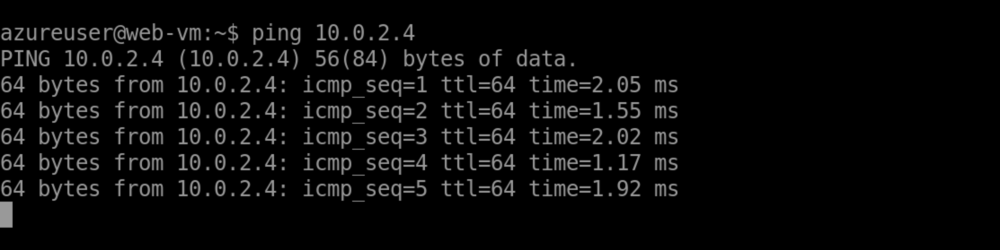 azureuser@web-vm:~$ ping 10.0.2.4
PING 10.0.2.4 (10.0.2.4) 56(84) bytes of data.
64 bytes from 10.0.2.4: icmp_seq=1 ttl=64 time=2.05 ms
64 bytes from 10.0.2.4: icmp_seq=2 ttl=64 time=1.55 ms
64 bytes from 10.0.2.4: icmp_seq=3 ttl=64 time=2.02 ms
64 bytes from 10.0.2.4: icmp_seq=4 ttl=64 time=1.17 ms
64 bytes from 10.0.2.4: icmp_seq=5 ttl=64 time=1.92 ms